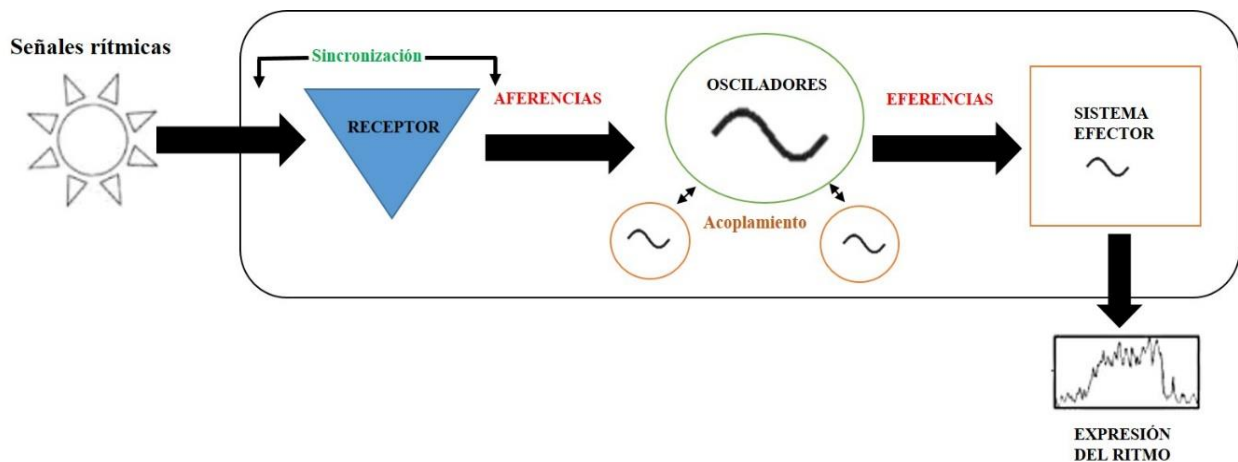 Señales rítmicas
Sincronización
RECEPTOR
AFERENCIAS
OSCILADORES
Acoplamiento
EFERENCIAS
SISTEMA
EFECTOR
EXPRESIÓN
DEL RITMO